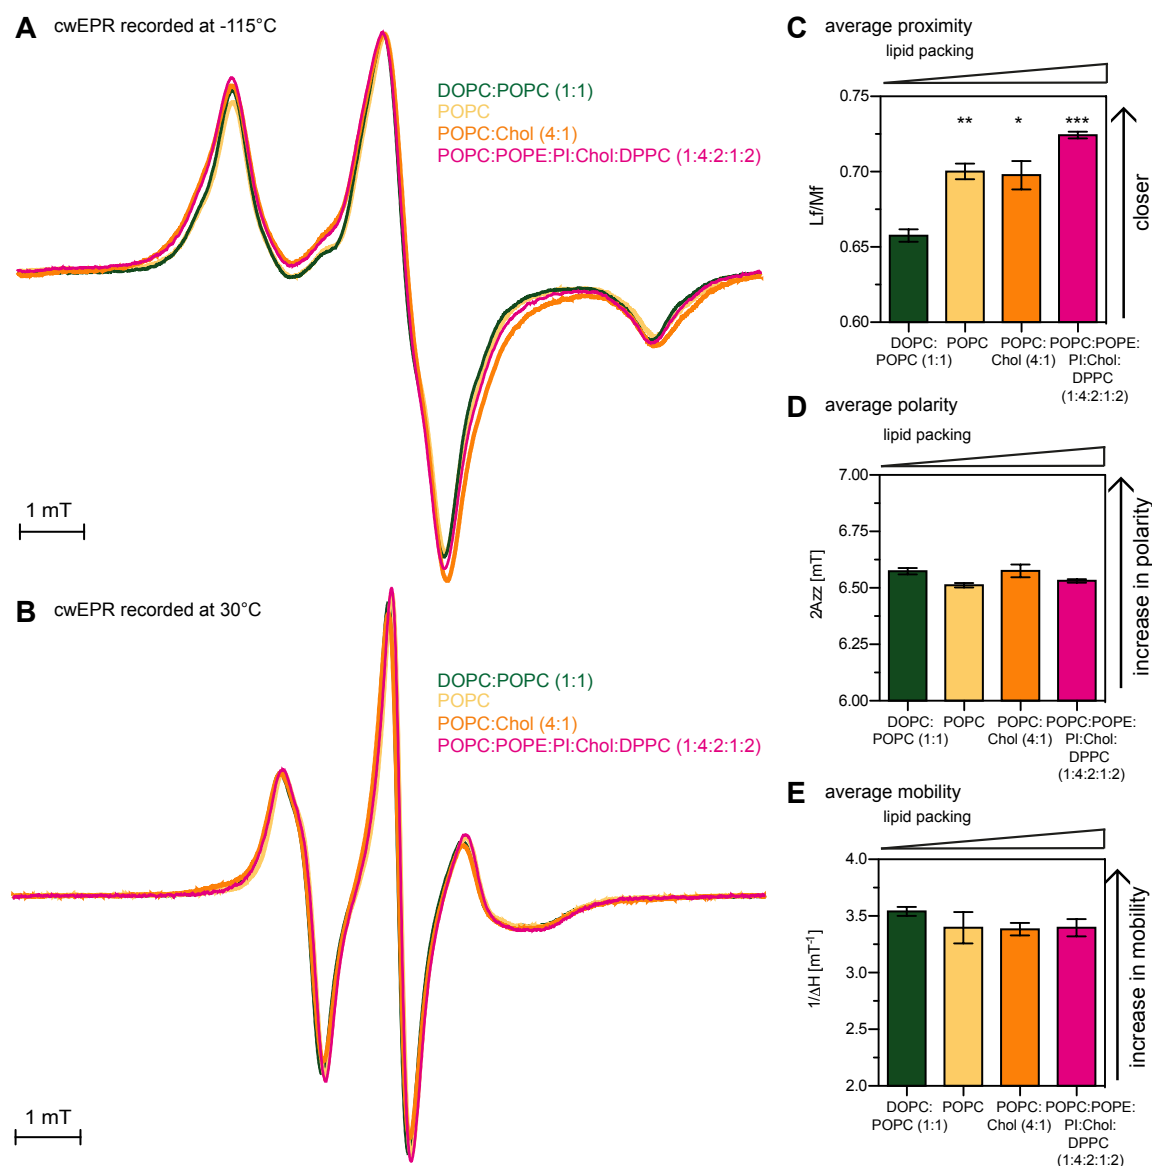 A cwEPR recorded at -115°C
DOPC:POPC (1:1)
POPC
POPC:Chol (4:1)
POPC:POPE:PI:Chol:DPPC (1:4:2:1:2)
1 mT
B cwEPR recorded at 30°C
DOPC:POPC (1:1)
POPC
POPC:Chol (4:1)
POPC:POPE:PI:Chol:DPPC (1:4:2:1:2)
1 mT
C average proximity
lipid packing
0.75
0.70
0.65
0.60
Lf/Mf
**
*
***
closer
DOPC: POPC POPC: POPC:POPE:
POPC (1:1) Chol (4:1) PI:Chol:
DPPC
(1:4:2:1:2)
D average polarity
lipid packing
7.00
6.75
6.50
6.25
6.00
2Azz [mT]
increase in polarity
DOPC: POPC POPC: POPC:POPE:
POPC (1:1) Chol (4:1) PI:Chol:
DPPC
(1:4:2:1:2)
E average mobility
lipid packing
4.0
3.5
3.0
2.5
2.0
1/ΔH [mT⁻¹]
increase in mobility
DOPC: POPC POPC: POPC:POPE:
POPC (1:1) Chol (4:1) PI:Chol:
DPPC
(1:4:2:1:2)